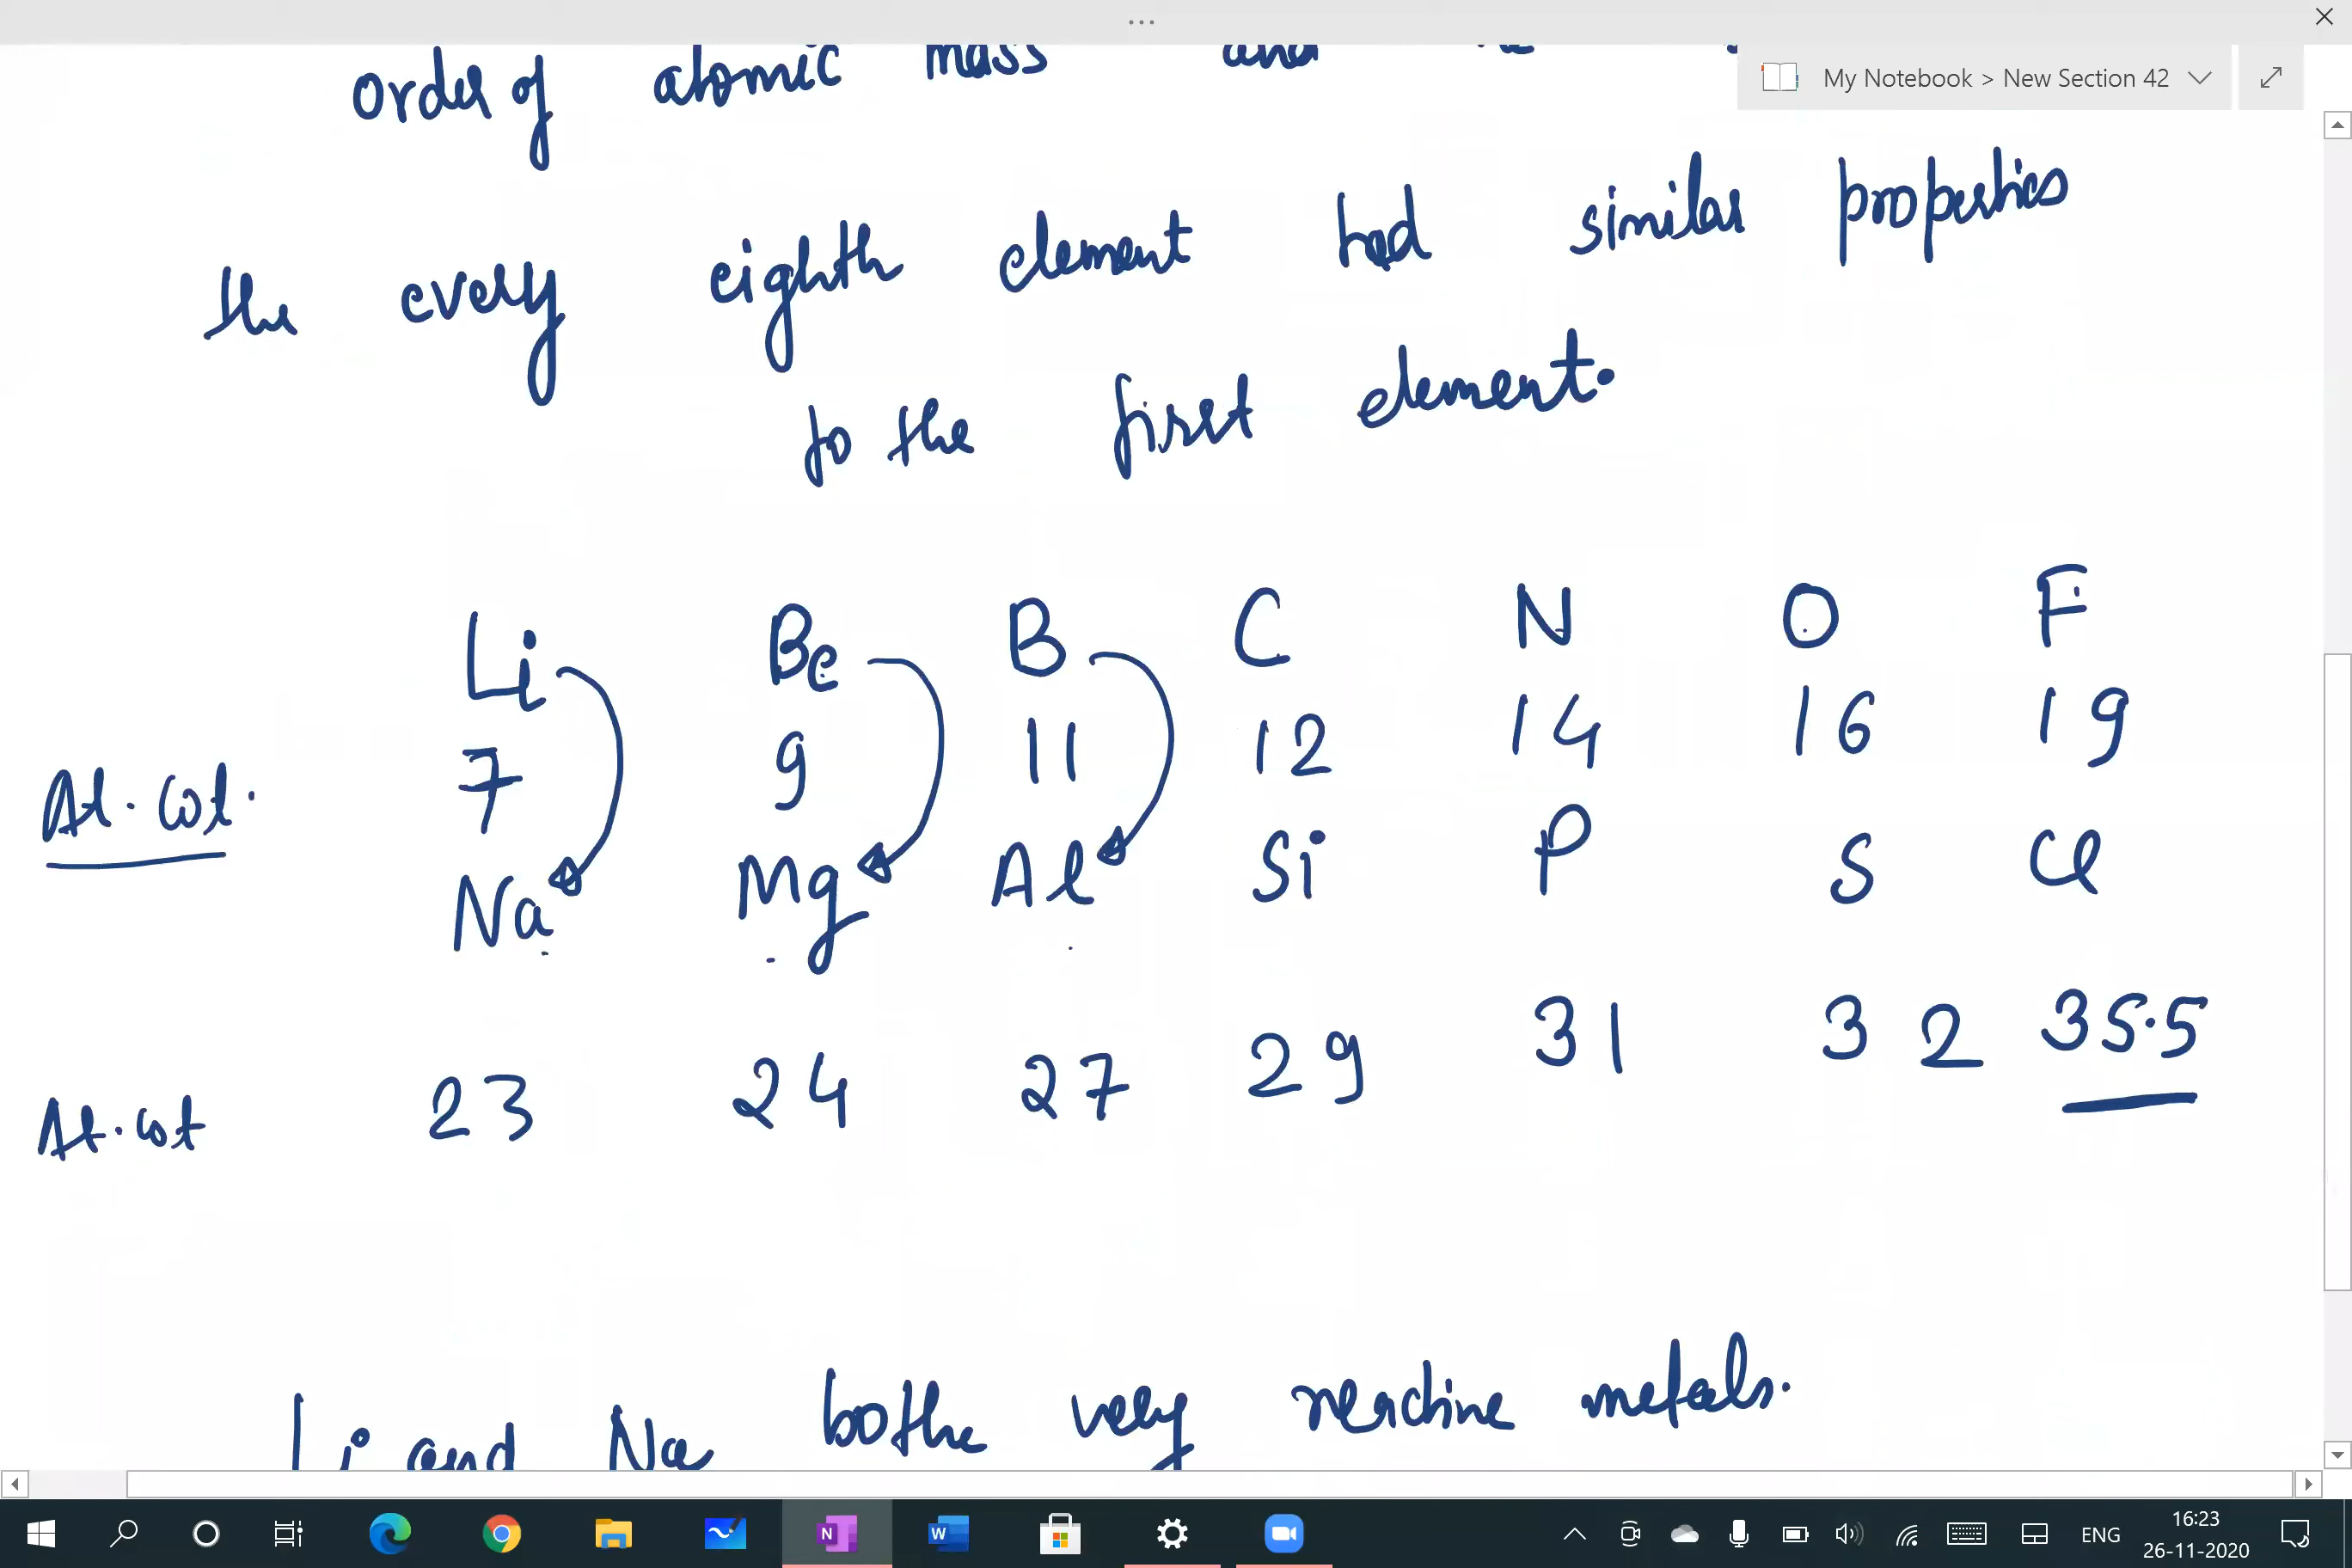 ...
My Notebook > New Section 42
order of atomic mass and
the every eighth element had similar properties
to the first element.
Li Be B C N O F
At. wt. 7 9 11 12 14 16 19
Na Mg Al Si P S Cl
At. wt 23 24 27 29 31 32 35.5
Li and Na bothe very reactive metals.
ENG
16:23
26-11-2020